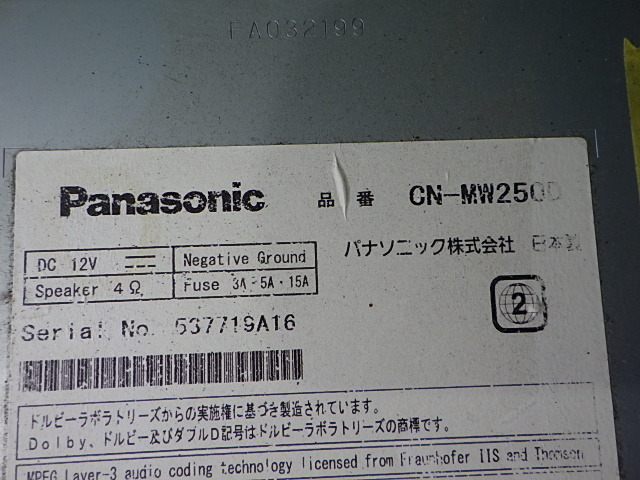 FA032199
Panasonic 品番 CN-MW250D
パナソニック株式会社 日本製
DC 12V Negative Ground
Speaker 4Ω Fuse 3A・5A・15A
2
Serial No. 537719A16
ドルビーラボラトリーズからの実施権に基づき製造されています。
Dolby、ドルビー及びダブルD記号はドルビーラボラトリーズの商標です。
MPEG Layer-3 audio coding technology licensed from Fraunhofer IIS and Thomson